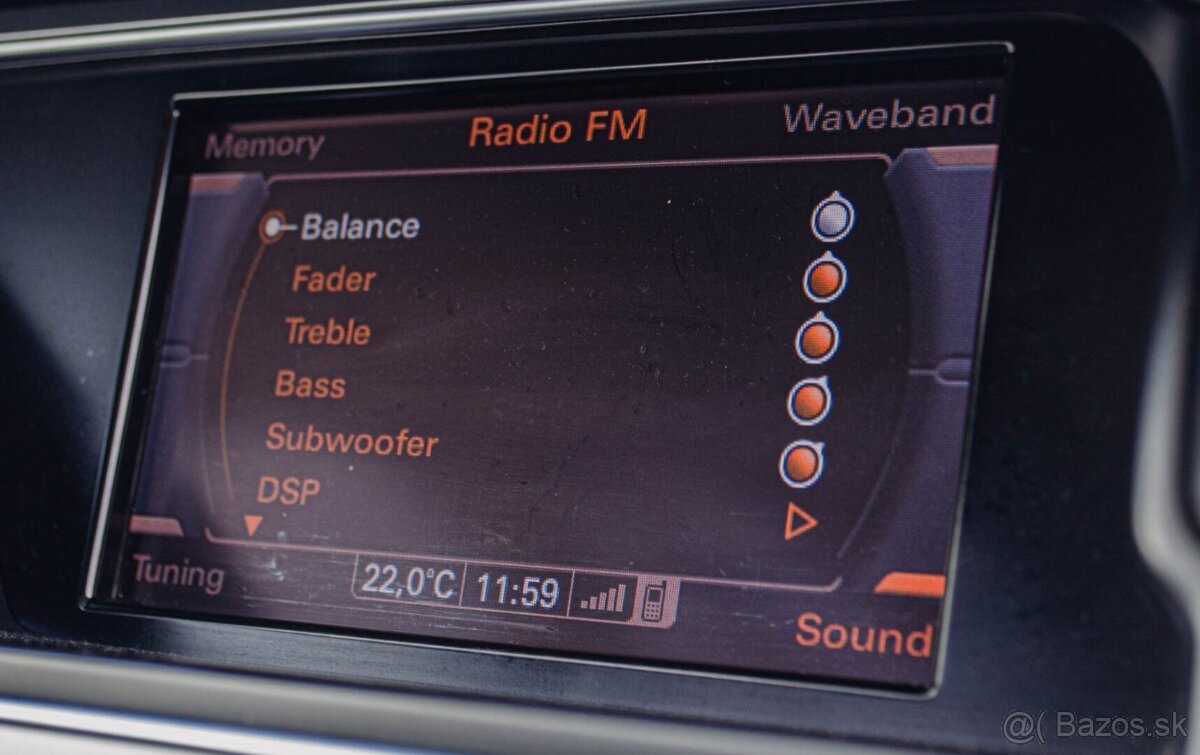 Memory
Radio FM
Waveband
Balance
Fader
Treble
Bass
Subwoofer
DSP
Tuning
22,0°C
11:59
Sound
@( Bazos.sk